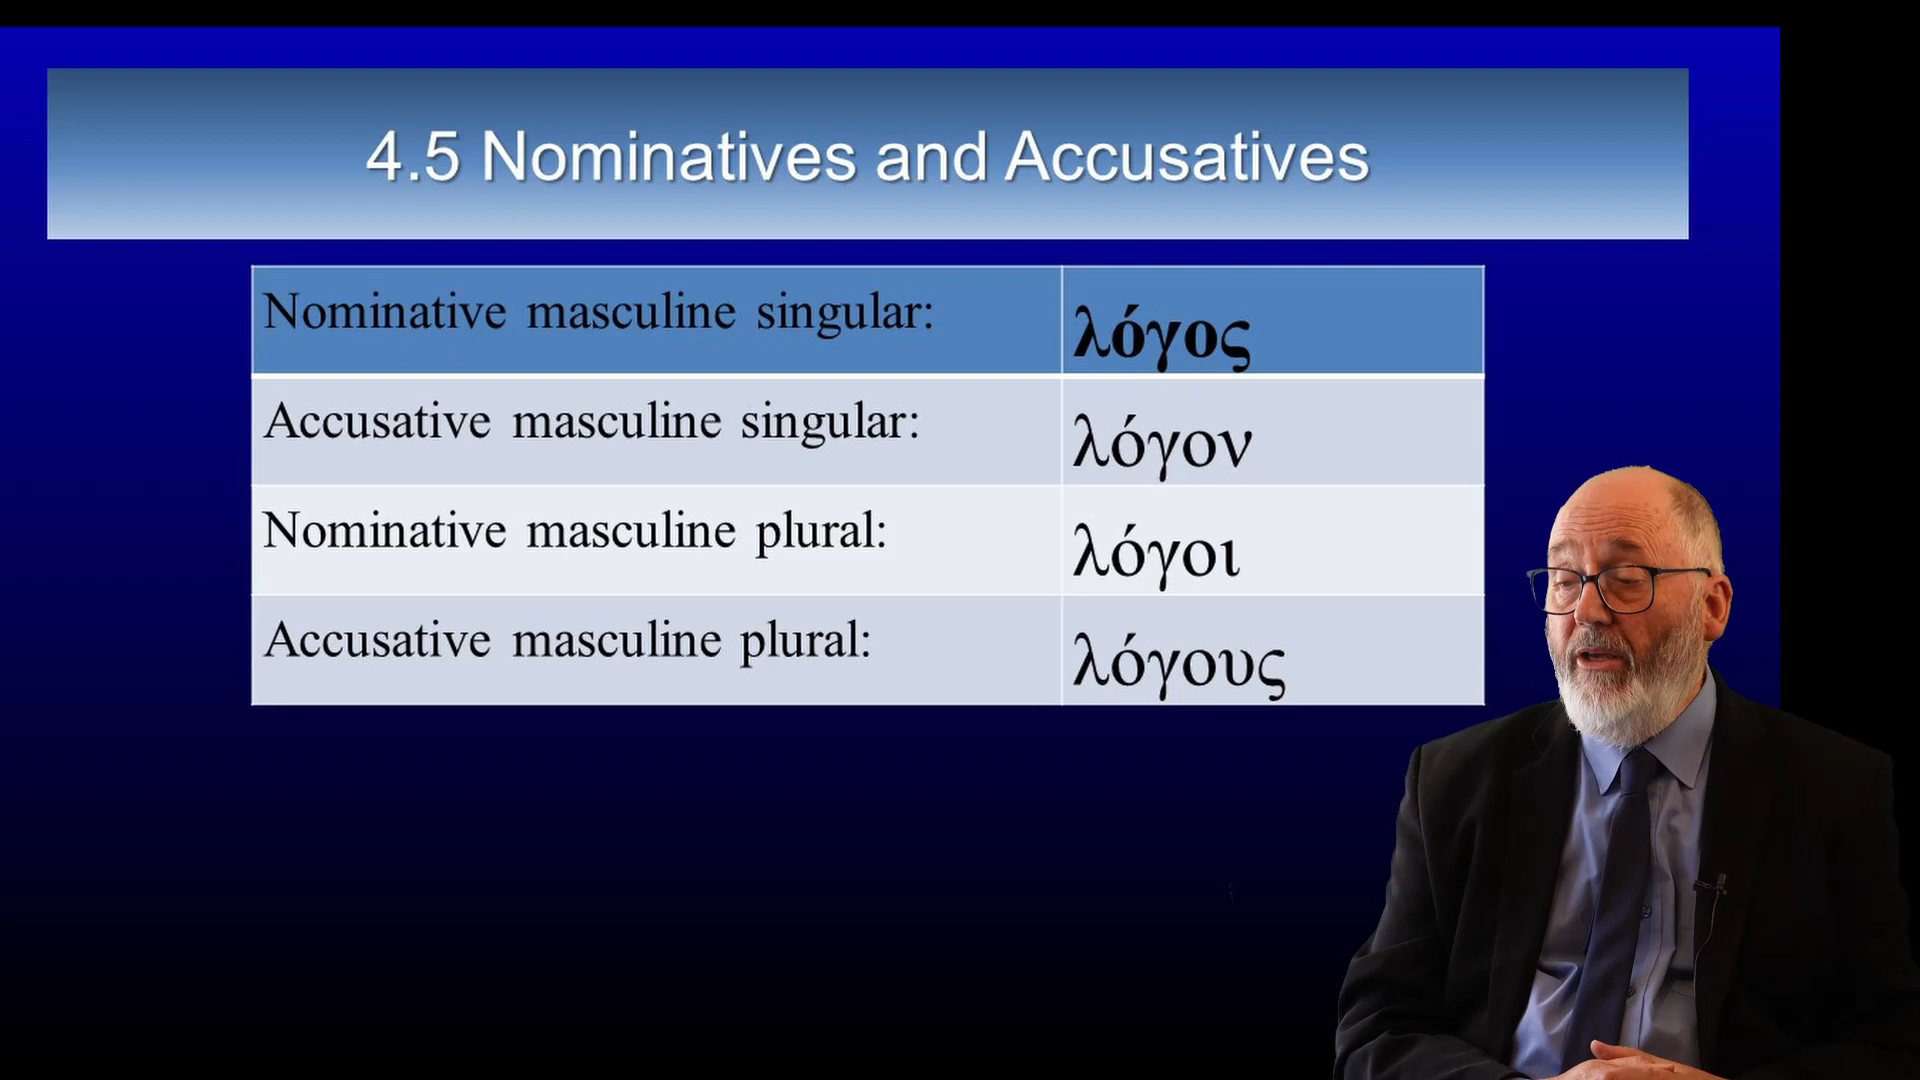 4.5 Nominatives and Accusatives
Nominative masculine singular: λόγος
Accusative masculine singular: λόγον
Nominative masculine plural: λόγοι
Accusative masculine plural: λόγους